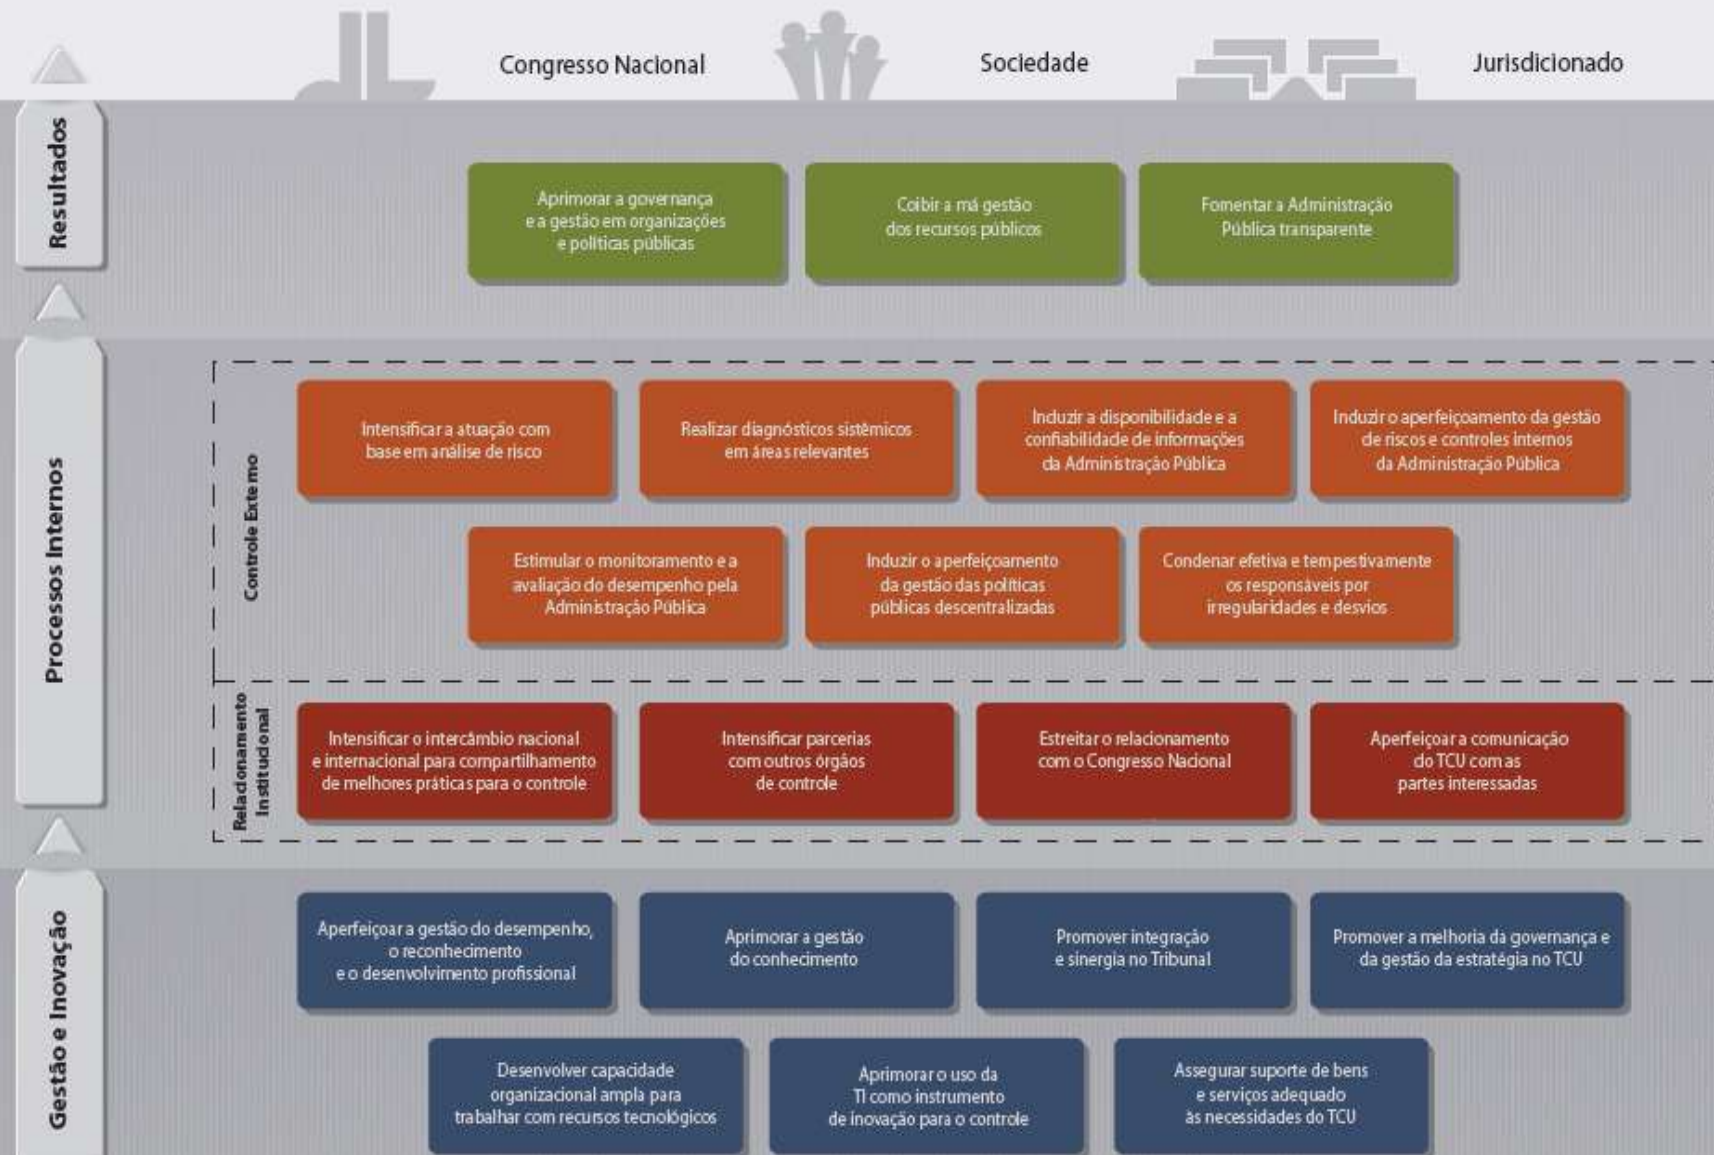 Congresso Nacional
Sociedade
Jurisdicionado
Resultados
Aprimorar a governança
e a gestão em organizações
e políticas públicas
Coibir a má gestão
dos recursos públicos
Fomentar a Administração
Pública transparente
Processos Internos
Controle Externo
Intensificar a atuação com
base em análise de risco
Realizar diagnósticos sistêmicos
em áreas relevantes
Induzir a disponibilidade e a
confiabilidade de informações
da Administração Pública
Induzir o aperfeiçoamento da gestão
de riscos e controles internos
da Administração Pública
Estimular o monitoramento e a
avaliação do desempenho pela
Administração Pública
Induzir o aperfeiçoamento
da gestão das políticas
públicas descentralizadas
Condenar efetiva e tempestivamente
os responsáveis por
irregularidades e desvios
Relacionamento
Institucional
Intensificar o intercâmbio nacional
e internacional para compartilhamento
de melhores práticas para o controle
Intensificar parcerias
com outros órgãos
de controle
Estreitar o relacionamento
com o Congresso Nacional
Aperfeiçoar a comunicação
do TCU com as
partes interessadas
Gestão e Inovação
Aperfeiçoar a gestão do desempenho,
o reconhecimento
e o desenvolvimento profissional
Aprimorar a gestão
do conhecimento
Promover integração
e sinergia no Tribunal
Promover a melhoria da governança e
da gestão da estratégia no TCU
Desenvolver capacidade
organizacional ampla para
trabalhar com recursos tecnológicos
Aprimorar o uso da
TI como instrumento
de inovação para o controle
Assegurar suporte de bens
e serviços adequado
às necessidades do TCU